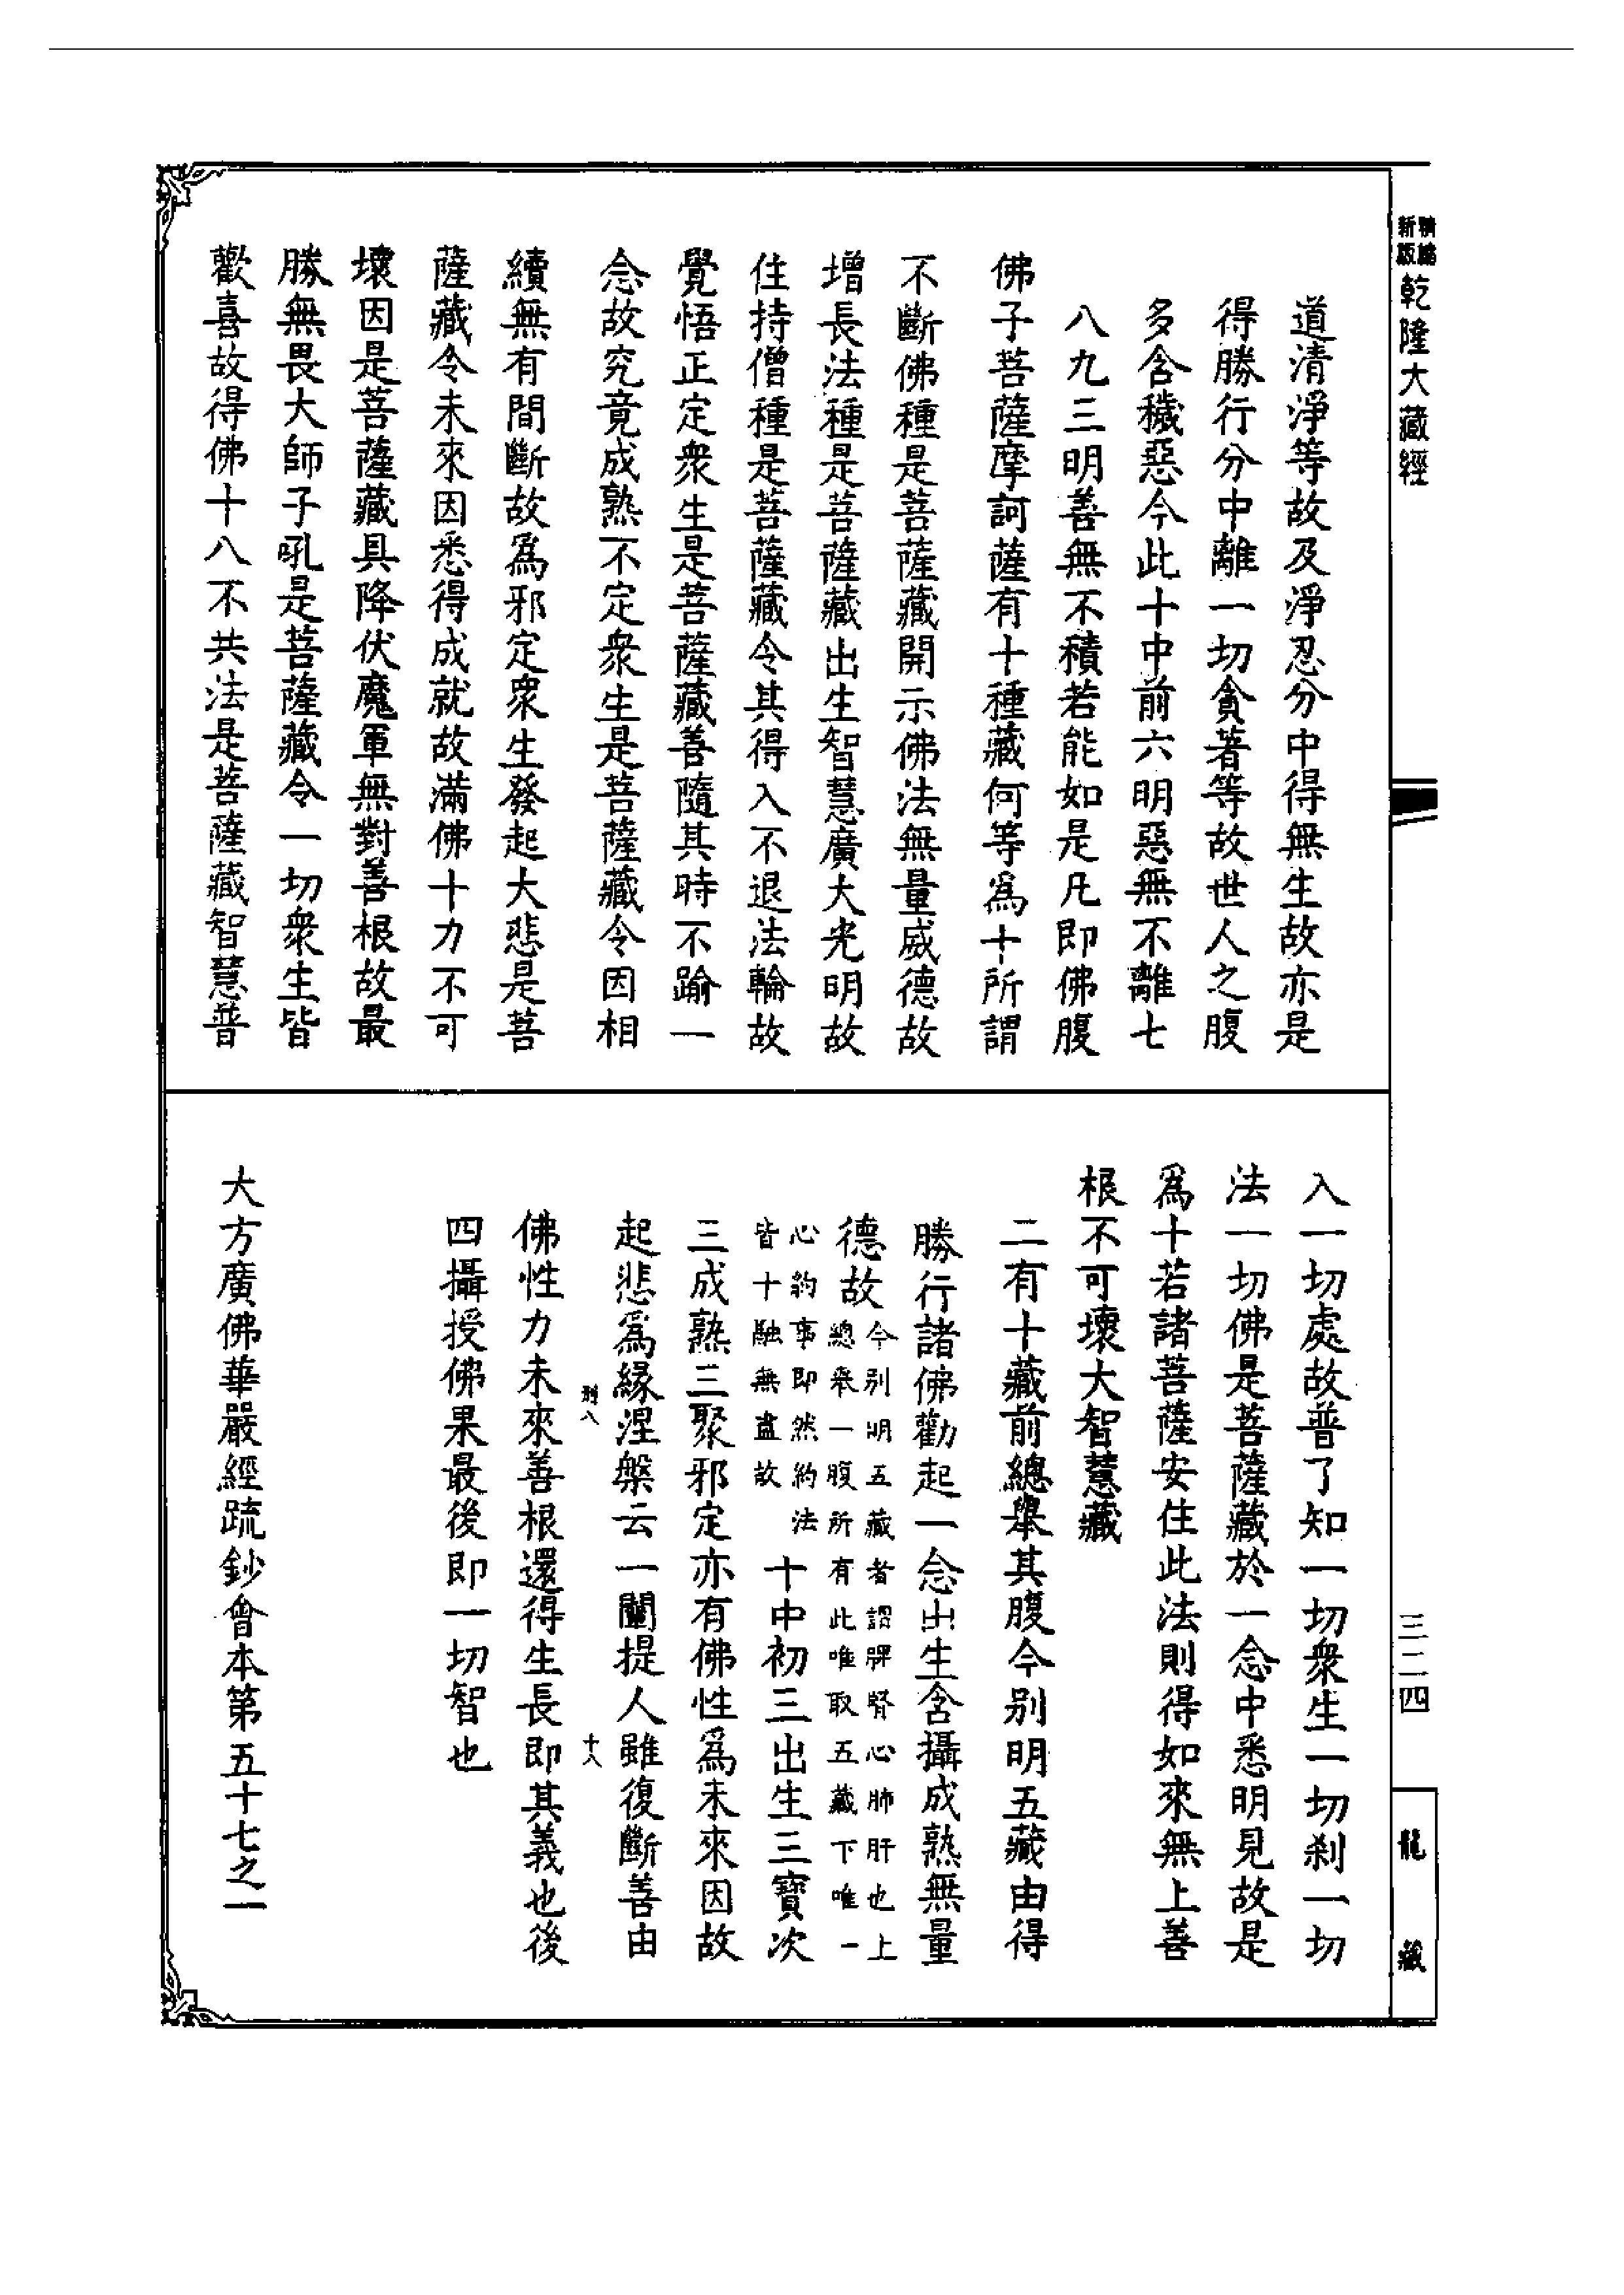 新版精編乾隆大藏經
道清淨等故及淨忍分中得無生故亦是
得勝行分中離一切貪著等故世人之腹
多含穢惡今此十中前六明惡無不離七
八九三明善無不積若能如是凡即佛腹
佛子菩薩摩訶薩有十種藏何等為十所謂
不斷佛種是菩薩藏開示佛法無量威德故
增長法種是菩薩藏出生智慧廣大光明故
住持僧種是菩薩藏令其得入不退法輪故
覺悟正定衆生是菩薩藏善隨其時不踰一
念故究竟成熟不定衆生是菩薩藏令因相
續無有間斷故為邪定衆生發起大悲是菩
薩藏令未來因悉得成就故滿佛十力不可
壞因是菩薩藏具降伏魔軍無對善根故最
勝無畏大師子吼是菩薩藏令一切衆生皆
歡喜故得佛十八不共法是菩薩藏智慧普
入一切處故普了知一切衆生一切刹一切
法一切佛是菩薩藏於一念中悉明見故是
為十若諸菩薩安住此法則得如來無上善
根不可壞大智慧藏
二有十藏前總舉其腹今别明五藏由得
勝行諸佛勸起一念出生含攝成熟無量
德故今别明五藏者謂脾腎心肺肝也上
總舉一腹所有此唯取五藏下唯一
心約事即然約法
皆十融無盡故
十中初三出生三寶次
三成熟三聚邪定亦有佛性為未來因故
起悲為緣涅槃云一闡提人雖復斷善由
佛性力未來善根還得生長即其義也後
四攝授佛果最後即一切智也
十八
大方廣佛華嚴經疏鈔會本第五十七之一
三二四
龍藏